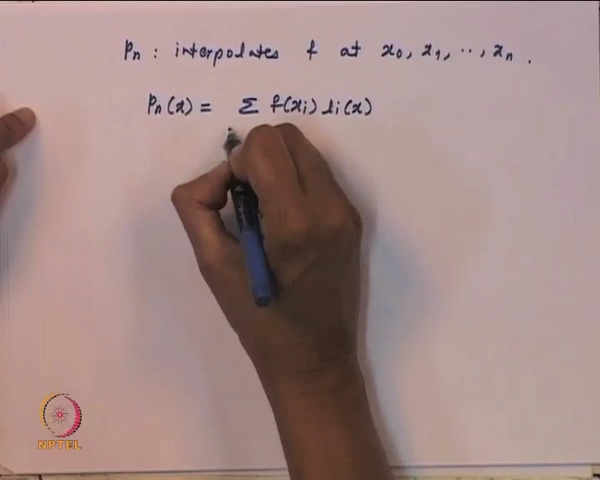 Pn : interpolates f at x0, x1, .., xn .
Pn(x) = Σ f(xi) li(x)
NPTEL